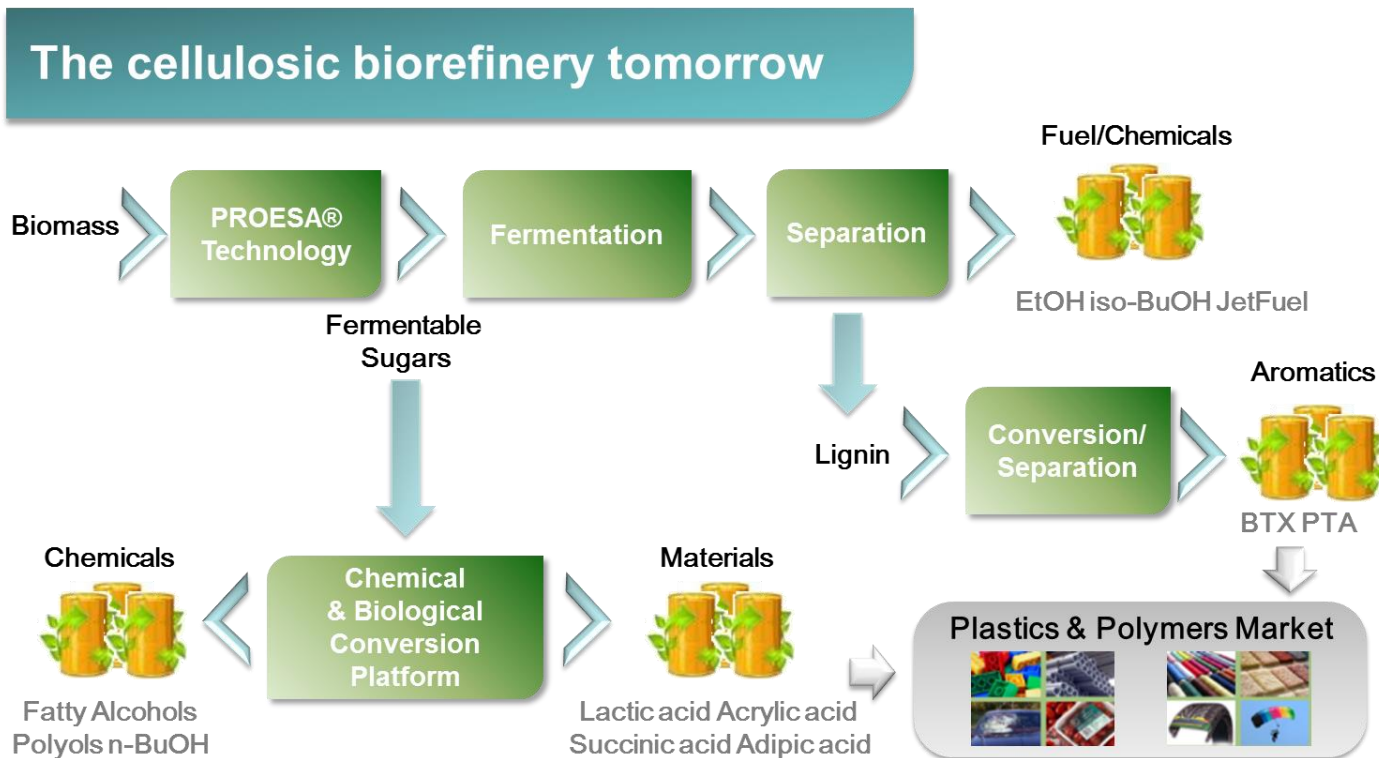 The cellulosic biorefinery tomorrow
Fuel/Chemicals
Biomass
PROESA®
Technology
Fermentation
Separation
EtOH iso-BuOH JetFuel
Fermentable
Sugars
Aromatics
Lignin
Conversion/
Separation
BTX PTA
Chemicals
Chemical
& Biological
Conversion
Platform
Materials
Plastics & Polymers Market
Fatty Alcohols
Polyols n-BuOH
Lactic acid Acrylic acid
Succinic acid Adipic acid